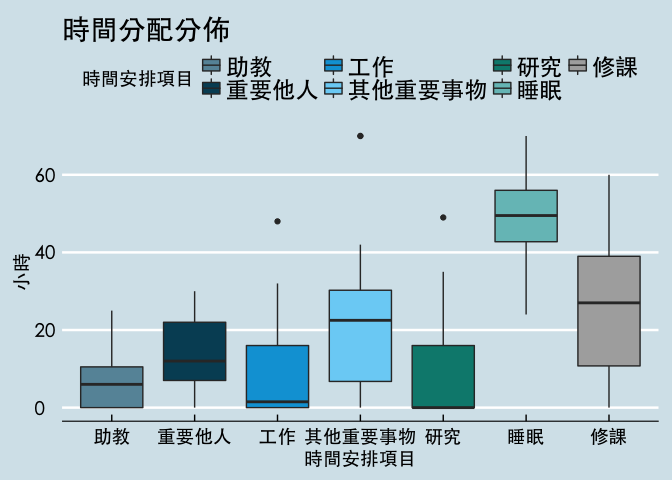 時間分配分佈
時間安排項目
助教 工作 研究 修課
重要他人 其他重要事物 睡眠
小時
60
40
20
0
助教 重要他人 工作 其他重要事物 研究 睡眠 修課
時間安排項目